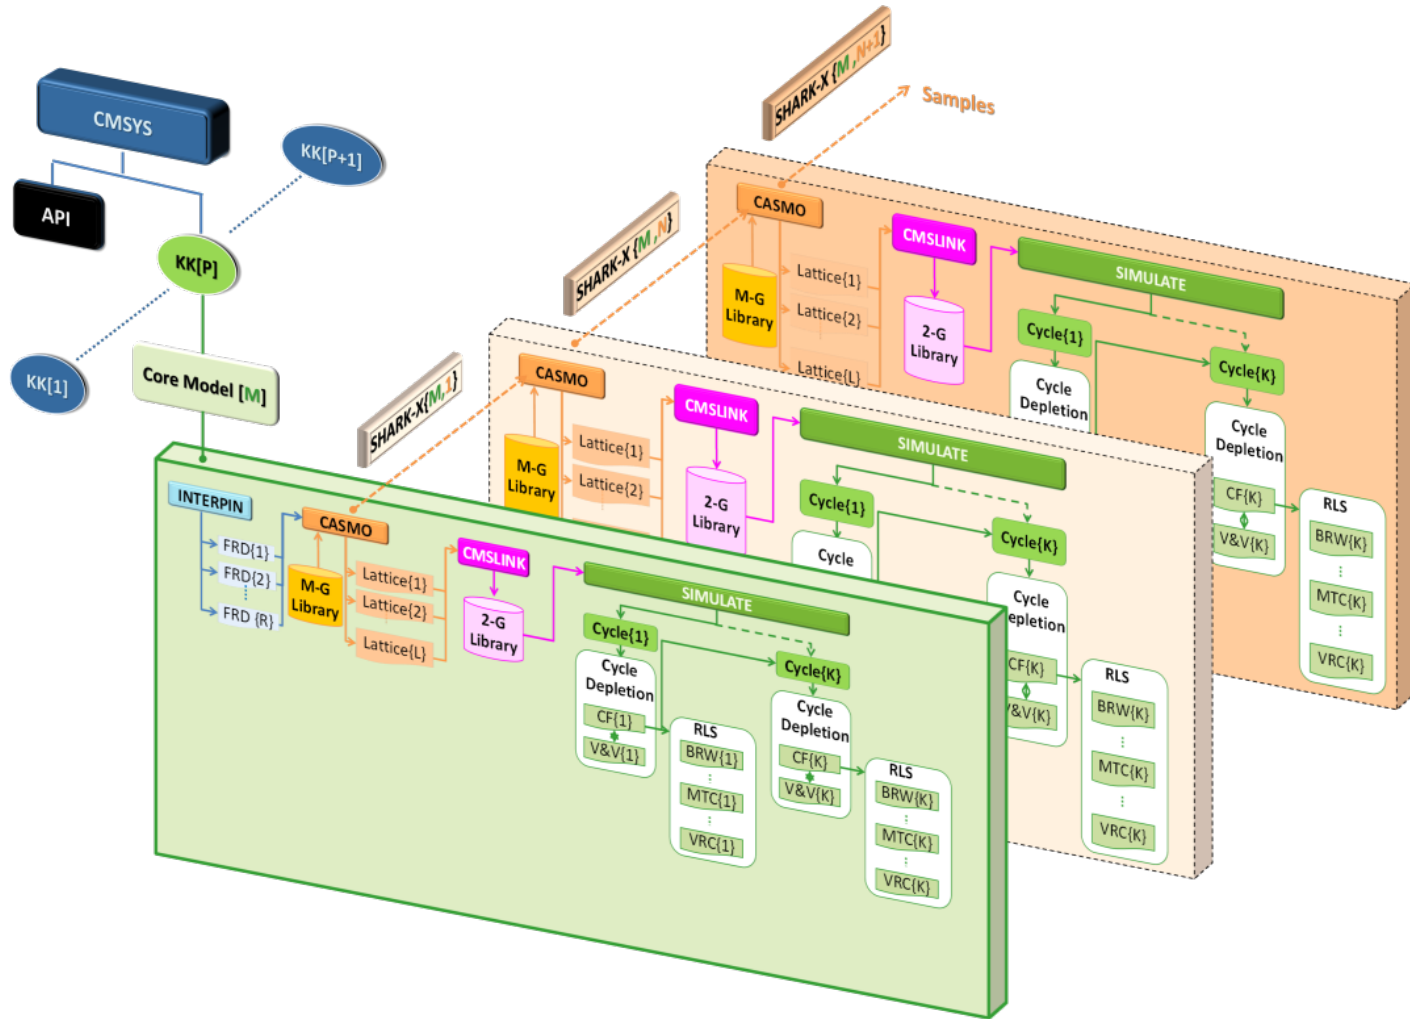 SHARK-X {M ,N+1}
Samples
CMSYS
KK[P+1]
API
KK[P]
KK[1]
Core Model [M]
SHARK-X {M ,N}
SHARK-X{M,1}
CASMO
CMSLINK
SIMULATE
M-G
Library
Lattice{1}
Lattice{2}
Lattice{L}
2-G
Library
Cycle{1}
Cycle
Depletion
Cycle{K}
Cycle
Depletion
CF{K}
V&V{K}
RLS
BRW{K}
MTC{K}
VRC{K}
CASMO
CMSLINK
SIMULATE
M-G
Library
Lattice{1}
Lattice{2}
2-G
Library
Cycle{1}
Cycle
Cycle{K}
Cycle
Depletion
CF{K}
V&V{K}
RLS
BRW{K}
MTC{K}
VRC{K}
INTERPIN
FRD{1}
FRD{2}
FRD {R}
CASMO
M-G
Library
Lattice{1}
Lattice{2}
Lattice{L}
CMSLINK
2-G
Library
SIMULATE
Cycle{1}
Cycle
Depletion
CF{1}
V&V{1}
RLS
BRW{1}
MTC{1}
VRC{1}
Cycle{K}
Cycle
Depletion
CF{K}
V&V{K}
RLS
BRW{K}
MTC{K}
VRC{K}